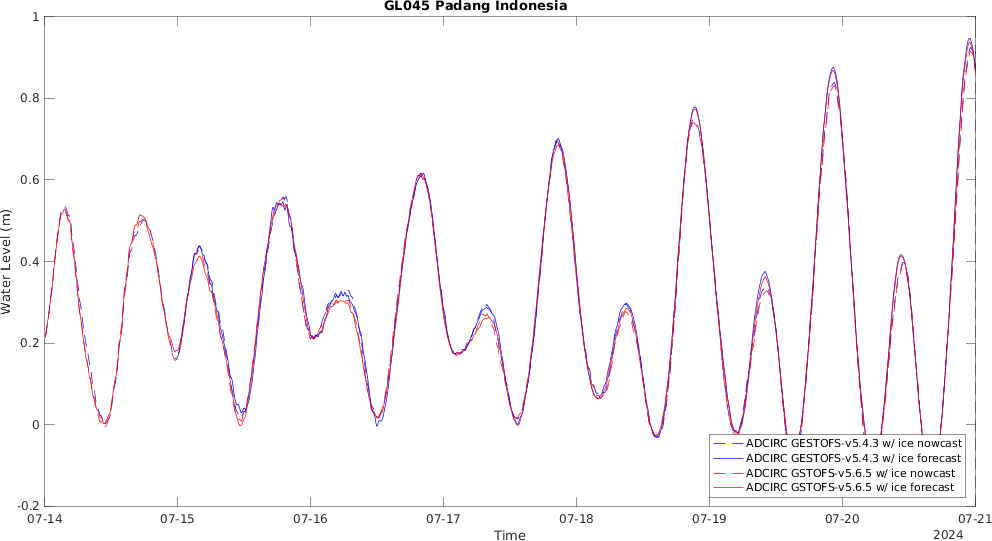 GL045 Padang Indonesia
Water Level (m)
1
0.8
0.6
0.4
0.2
0
-0.2
ADCIRC GESTOFS-v5.4.3 w/ ice nowcast
ADCIRC GESTOFS-v5.4.3 w/ ice forecast
ADCIRC GSTOFS-v5.6.5 w/ ice nowcast
ADCIRC GSTOFS-v5.6.5 w/ ice forecast
07-14 07-15 07-16 07-17 07-18 07-19 07-20 07-21
Time
2024